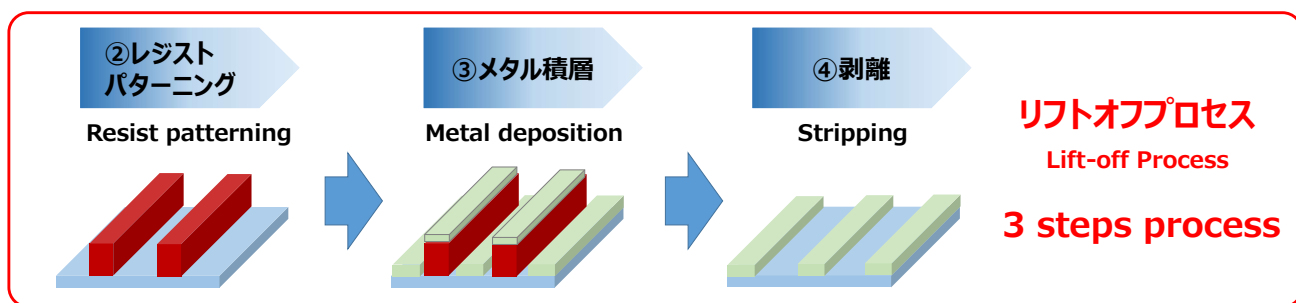 ②レジスト
パターニング
Resist patterning
③メタル積層
Metal deposition
④剥離
Stripping
リフトオフプロセス
Lift-off Process
3 steps process